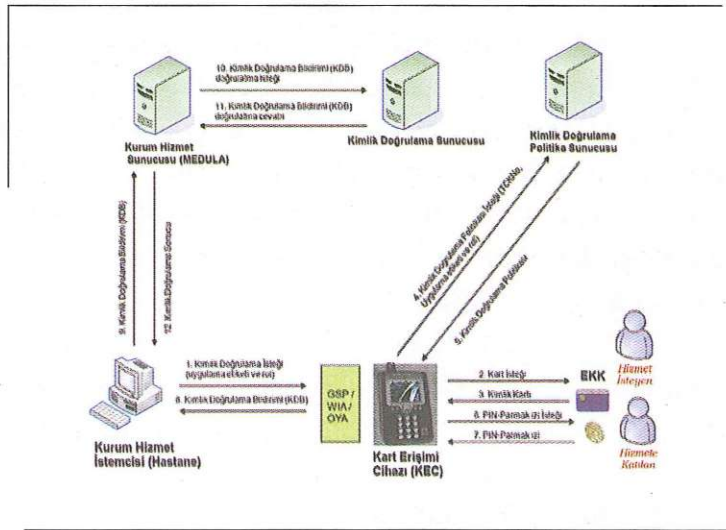 10. Kimlik Doğrulama Bildirimi (KDB)
doğrulatma isteği
11. Kimlik Doğrulama Bildirimi (KDB)
doğrulatma cevabı
Kurum Hizmet
Sunucusu (MEDULA)
Kimlik Doğrulama Sunucusu
Kimlik Doğrulama
Politika Sunucusu
9. Kimlik Doğrulama Bildirimi (KDB)
12. Kimlik Doğrulama Sonucu
4. Kimlik Doğrulama Politikası İsteği (TCKNo,
Uygulama etiketi ve rol)
5. Kimlik Doğrulama Politikası
1. Kimlik Doğrulama İsteği
(uygulama etiketi ve rol)
8. Kimlik Doğrulama Bildirimi (KDB)
GSP /
WIA /
OYA
2. Kart İsteği
3. Kimlik Kartı
6. PIN-Parmak izi İsteği
7. PIN-Parmak izi
EKK
Hizmet
İsteyen
Hizmete
Katılan
Kurum Hizmet
İstemcisi (Hastane)
Kart Erişimi
Cihazı (KEC)